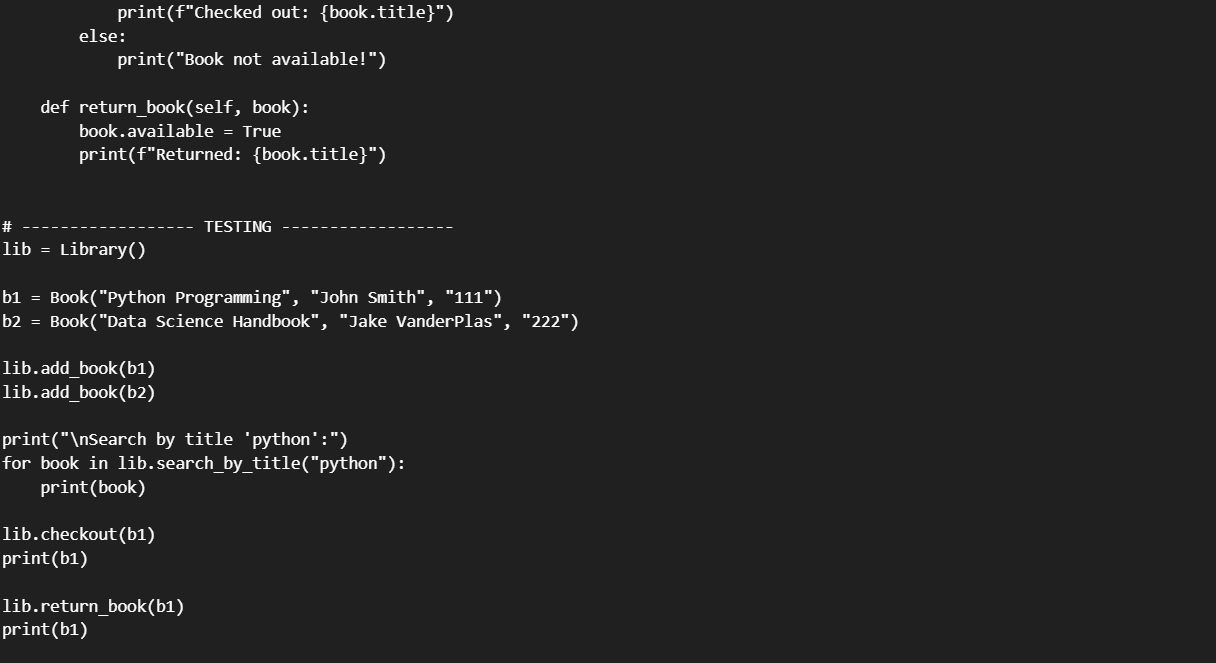 print(f"Checked out: {book.title}")
        else:
            print("Book not available!")

    def return_book(self, book):
        book.available = True
        print(f"Returned: {book.title}")


# ------------------ TESTING ------------------
lib = Library()

b1 = Book("Python Programming", "John Smith", "111")
b2 = Book("Data Science Handbook", "Jake VanderPlas", "222")

lib.add_book(b1)
lib.add_book(b2)

print("\nSearch by title 'python':")
for book in lib.search_by_title("python"):
    print(book)

lib.checkout(b1)
print(b1)

lib.return_book(b1)
print(b1)